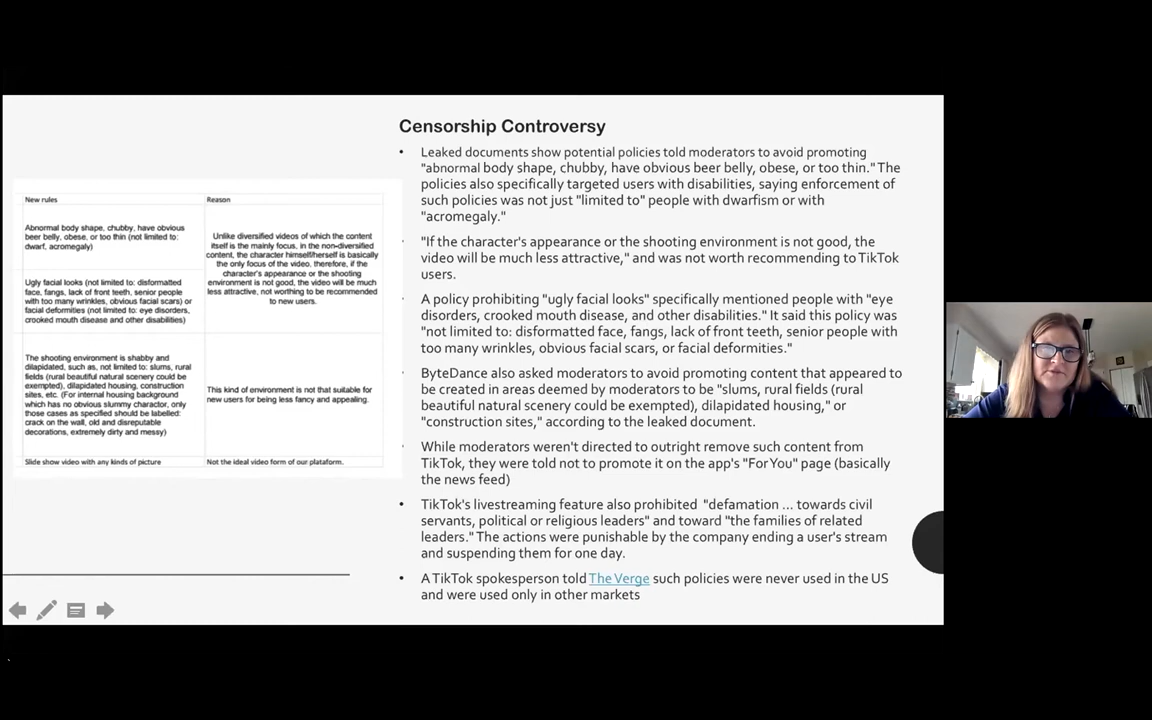 Censorship Controversy
• Leaked documents show potential policies told moderators to avoid promoting
"abnormal body shape, chubby, have obvious beer belly, obese, or too thin." The
policies also specifically targeted users with disabilities, saying enforcement of
such policies was not just "limited to" people with dwarfism or with
"acromegaly."
• "If the character's appearance or the shooting environment is not good, the
video will be much less attractive," and was not worth recommending to TikTok
users.
• A policy prohibiting "ugly facial looks" specifically mentioned people with "eye
disorders, crooked mouth disease, and other disabilities." It said this policy was
"not limited to: disformatted face, fangs, lack of front teeth, senior people with
too many wrinkles, obvious facial scars, or facial deformities."
• ByteDance also asked moderators to avoid promoting content that appeared to
be created in areas deemed by moderators to be "slums, rural fields (rural
beautiful natural scenery could be exempted), dilapidated housing," or
"construction sites," according to the leaked document.
• While moderators weren't directed to outright remove such content from
TikTok, they were told not to promote it on the app's "For You" page (basically
the news feed)
• TikTok's livestreaming feature also prohibited "defamation ... towards civil
servants, political or religious leaders" and toward "the families of related
leaders." The actions were punishable by the company ending a user's stream
and suspending them for one day.
• A TikTok spokesperson told The Verge such policies were never used in the US
and were used only in other markets
New rules
Reason
Abnormal body shape, chubby, have obvious
beer belly, obese, or too thin (not limited to:
dwarf, acromegaly)
Unlike diversified videos of which the content
itself is the mainly focus, in the non-diversified
content, the character himself/herself is basically
the only focus of the video, therefore, if the
character's appearance or the shooting
environment is not good, the video will be much
less attractive, not worthing to be recommended
to new users.
Ugly facial looks (not limited to: disformatted
face, fangs, lack of front teeth, senior people
with too many wrinkles, obvious facial scars) or
facial deformities (not limited to: eye disorders,
crooked mouth disease and other disabilities)
The shooting environment is shabby and
dilapidated, such as, not limited to: slums, rural
fields (rural beautiful natural scenery could be
exempted), dilapidated housing, construction
sites, etc. (For internal housing background
which has no obvious slummy charactor, only
those cases as specified should be labelled:
crack on the wall, old and disreputable
decorations, extremely dirty and messy)
This kind of environment is not that suitable for
new users for being less fancy and appealing.
Slide show video with any kinds of picture
Not the ideal video form of our plataform.